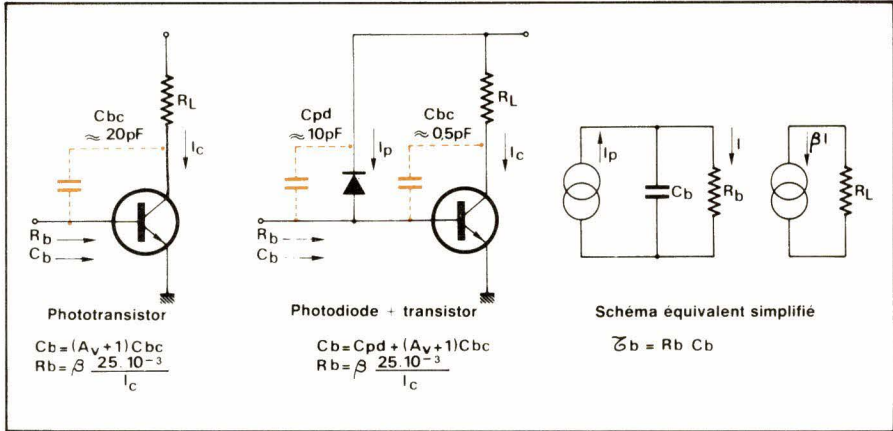 Cbc
≈ 20pF
RL
Ic
Rb
Cb
Phototransistor
Cb = (Av + 1) Cbc
Rb = β 25.10⁻³ / Ic
Cpd
≈ 10pF
Ip
Cbc
≈ 0,5pF
RL
Ic
Rb
Cb
Photodiode + transistor
Cb = Cpd + (Av + 1) Cbc
Rb = β 25.10⁻³ / Ic
Ip
Cb
I
Rb
βI
RL
Schéma équivalent simplifié
τb = Rb Cb